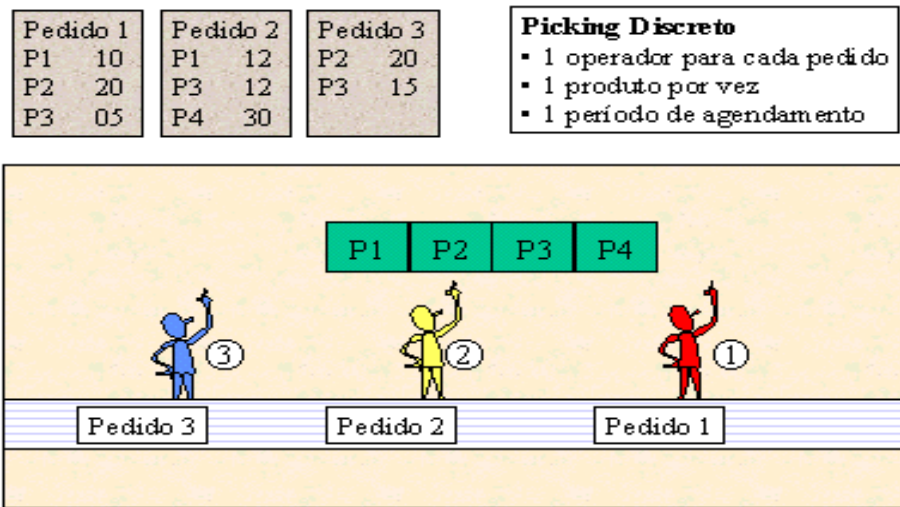 Pedido 1
P1 10
P2 20
P3 05
Pedido 2
P1 12
P3 12
P4 30
Pedido 3
P2 20
P3 15
Picking Discreto
▪ 1 operador para cada pedido
▪ 1 produto por vez
▪ 1 período de agendamento
P1 P2 P3 P4
3 2 1
Pedido 3 Pedido 2 Pedido 1